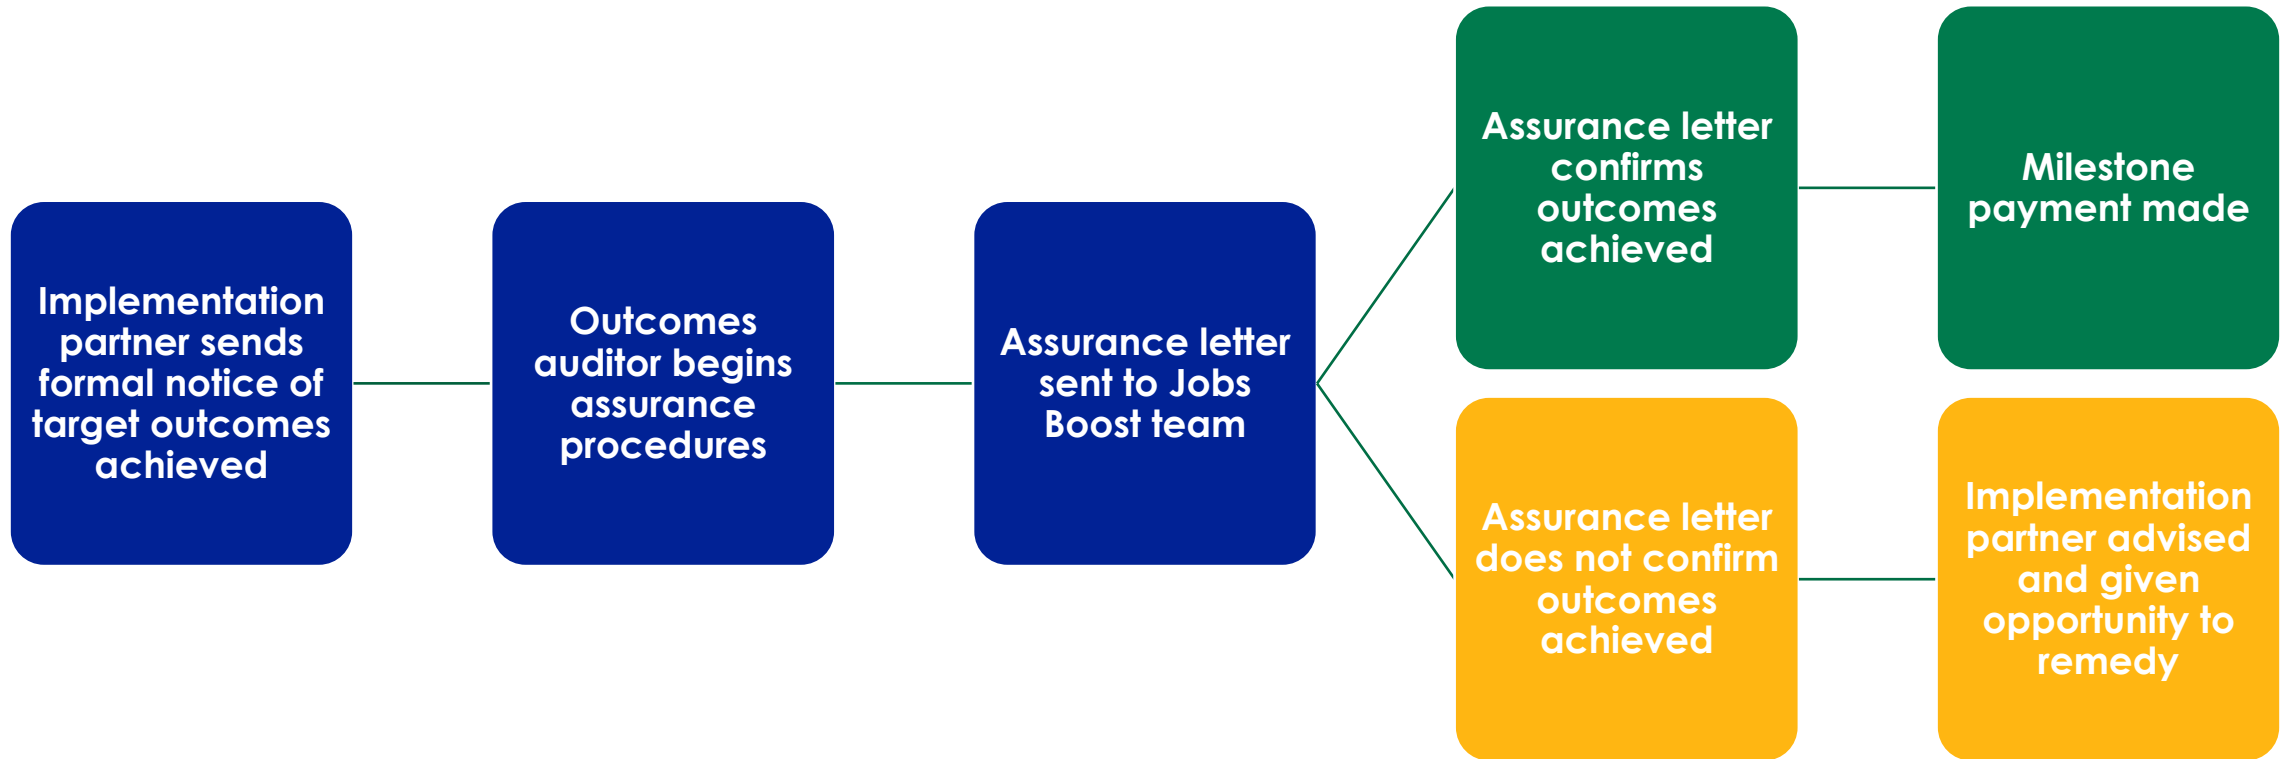 Implementation
partner sends
formal notice of
target outcomes
achieved
Outcomes
auditor begins
assurance
procedures
Assurance letter
sent to Jobs
Boost team
Assurance letter
confirms
outcomes
achieved
Milestone
payment made
Assurance letter
does not confirm
outcomes
achieved
Implementation
partner advised
and given
opportunity to
remedy